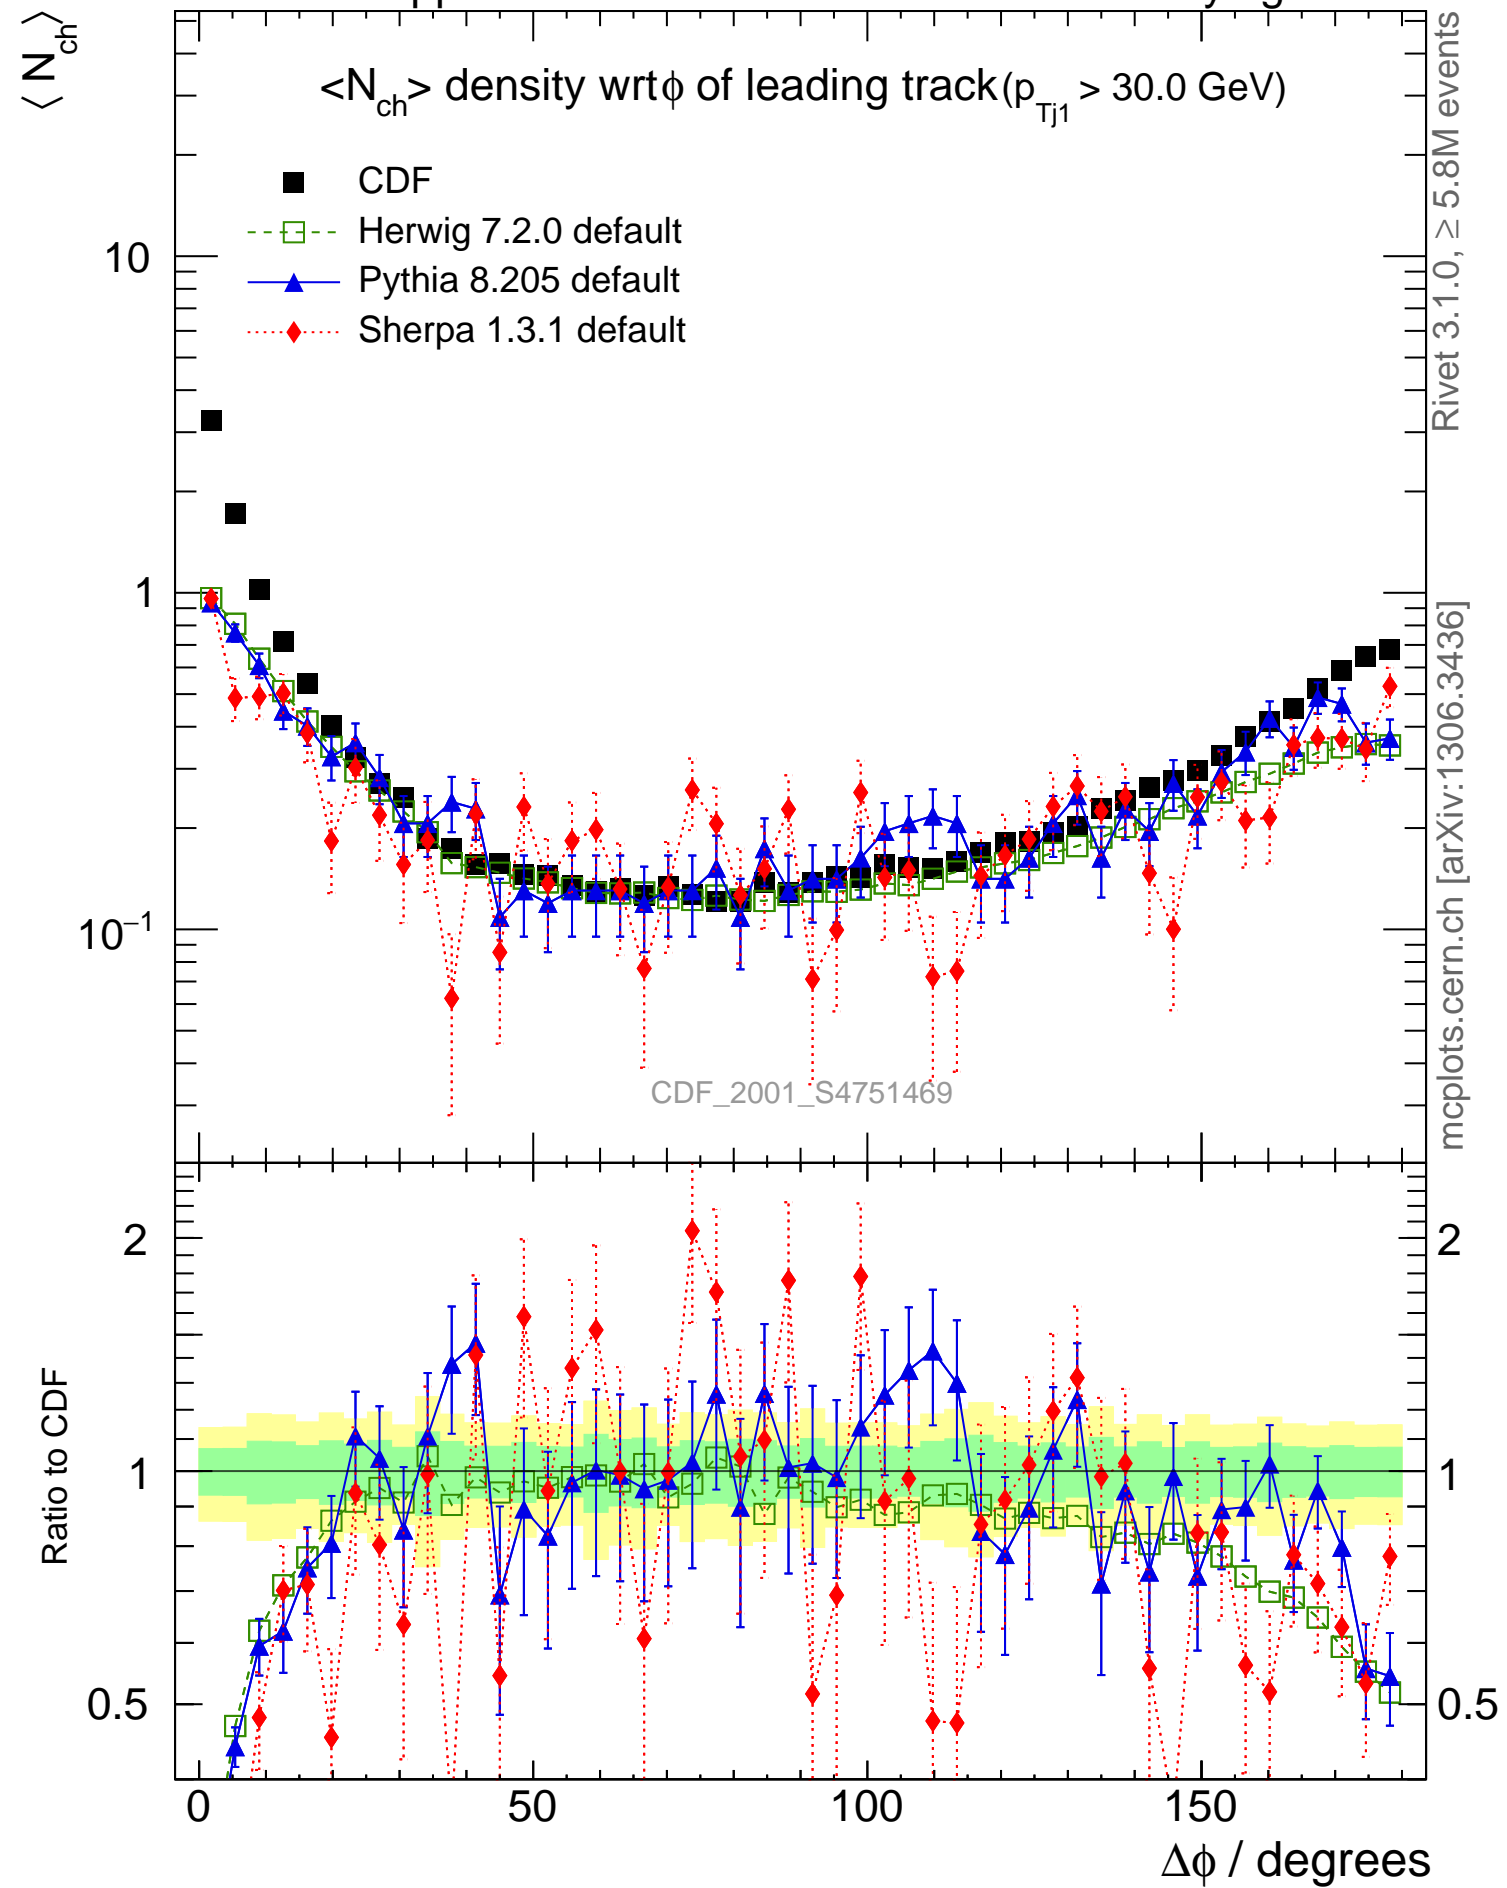 ⟨ N_ch ⟩
<N_ch> density wrt ϕ of leading track (p_Tj1 > 30.0 GeV)
CDF
Herwig 7.2.0 default
Pythia 8.205 default
Sherpa 1.3.1 default
10
1
10⁻¹
CDF_2001_S4751469
Rivet 3.1.0, ≥ 5.8M events
mcplots.cern.ch [arXiv:1306.3436]
Ratio to CDF
2
1
0.5
2
1
0.5
0
50
100
150
Δϕ / degrees